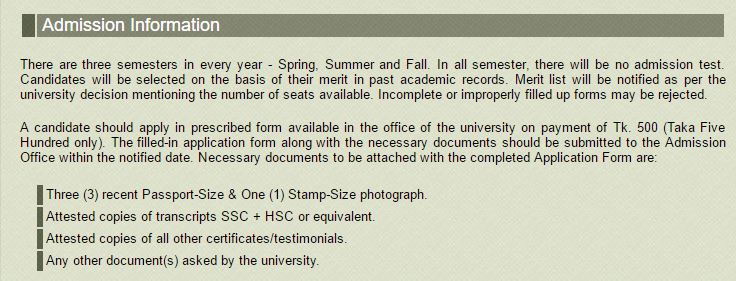 Admission Information
There are three semesters in every year - Spring, Summer and Fall. In all semester, there will be no admission test.
Candidates will be selected on the basis of their merit in past academic records. Merit list will be notified as per the
university decision mentioning the number of seats available. Incomplete or improperly filled up forms may be rejected.
A candidate should apply in prescribed form available in the office of the university on payment of Tk. 500 (Taka Five
Hundred only). The filled-in application form along with the necessary documents should be submitted to the Admission
Office within the notified date. Necessary documents to be attached with the completed Application Form are:
Three (3) recent Passport-Size & One (1) Stamp-Size photograph.
Attested copies of transcripts SSC + HSC or equivalent.
Attested copies of all other certificates/testimonials.
Any other document(s) asked by the university.